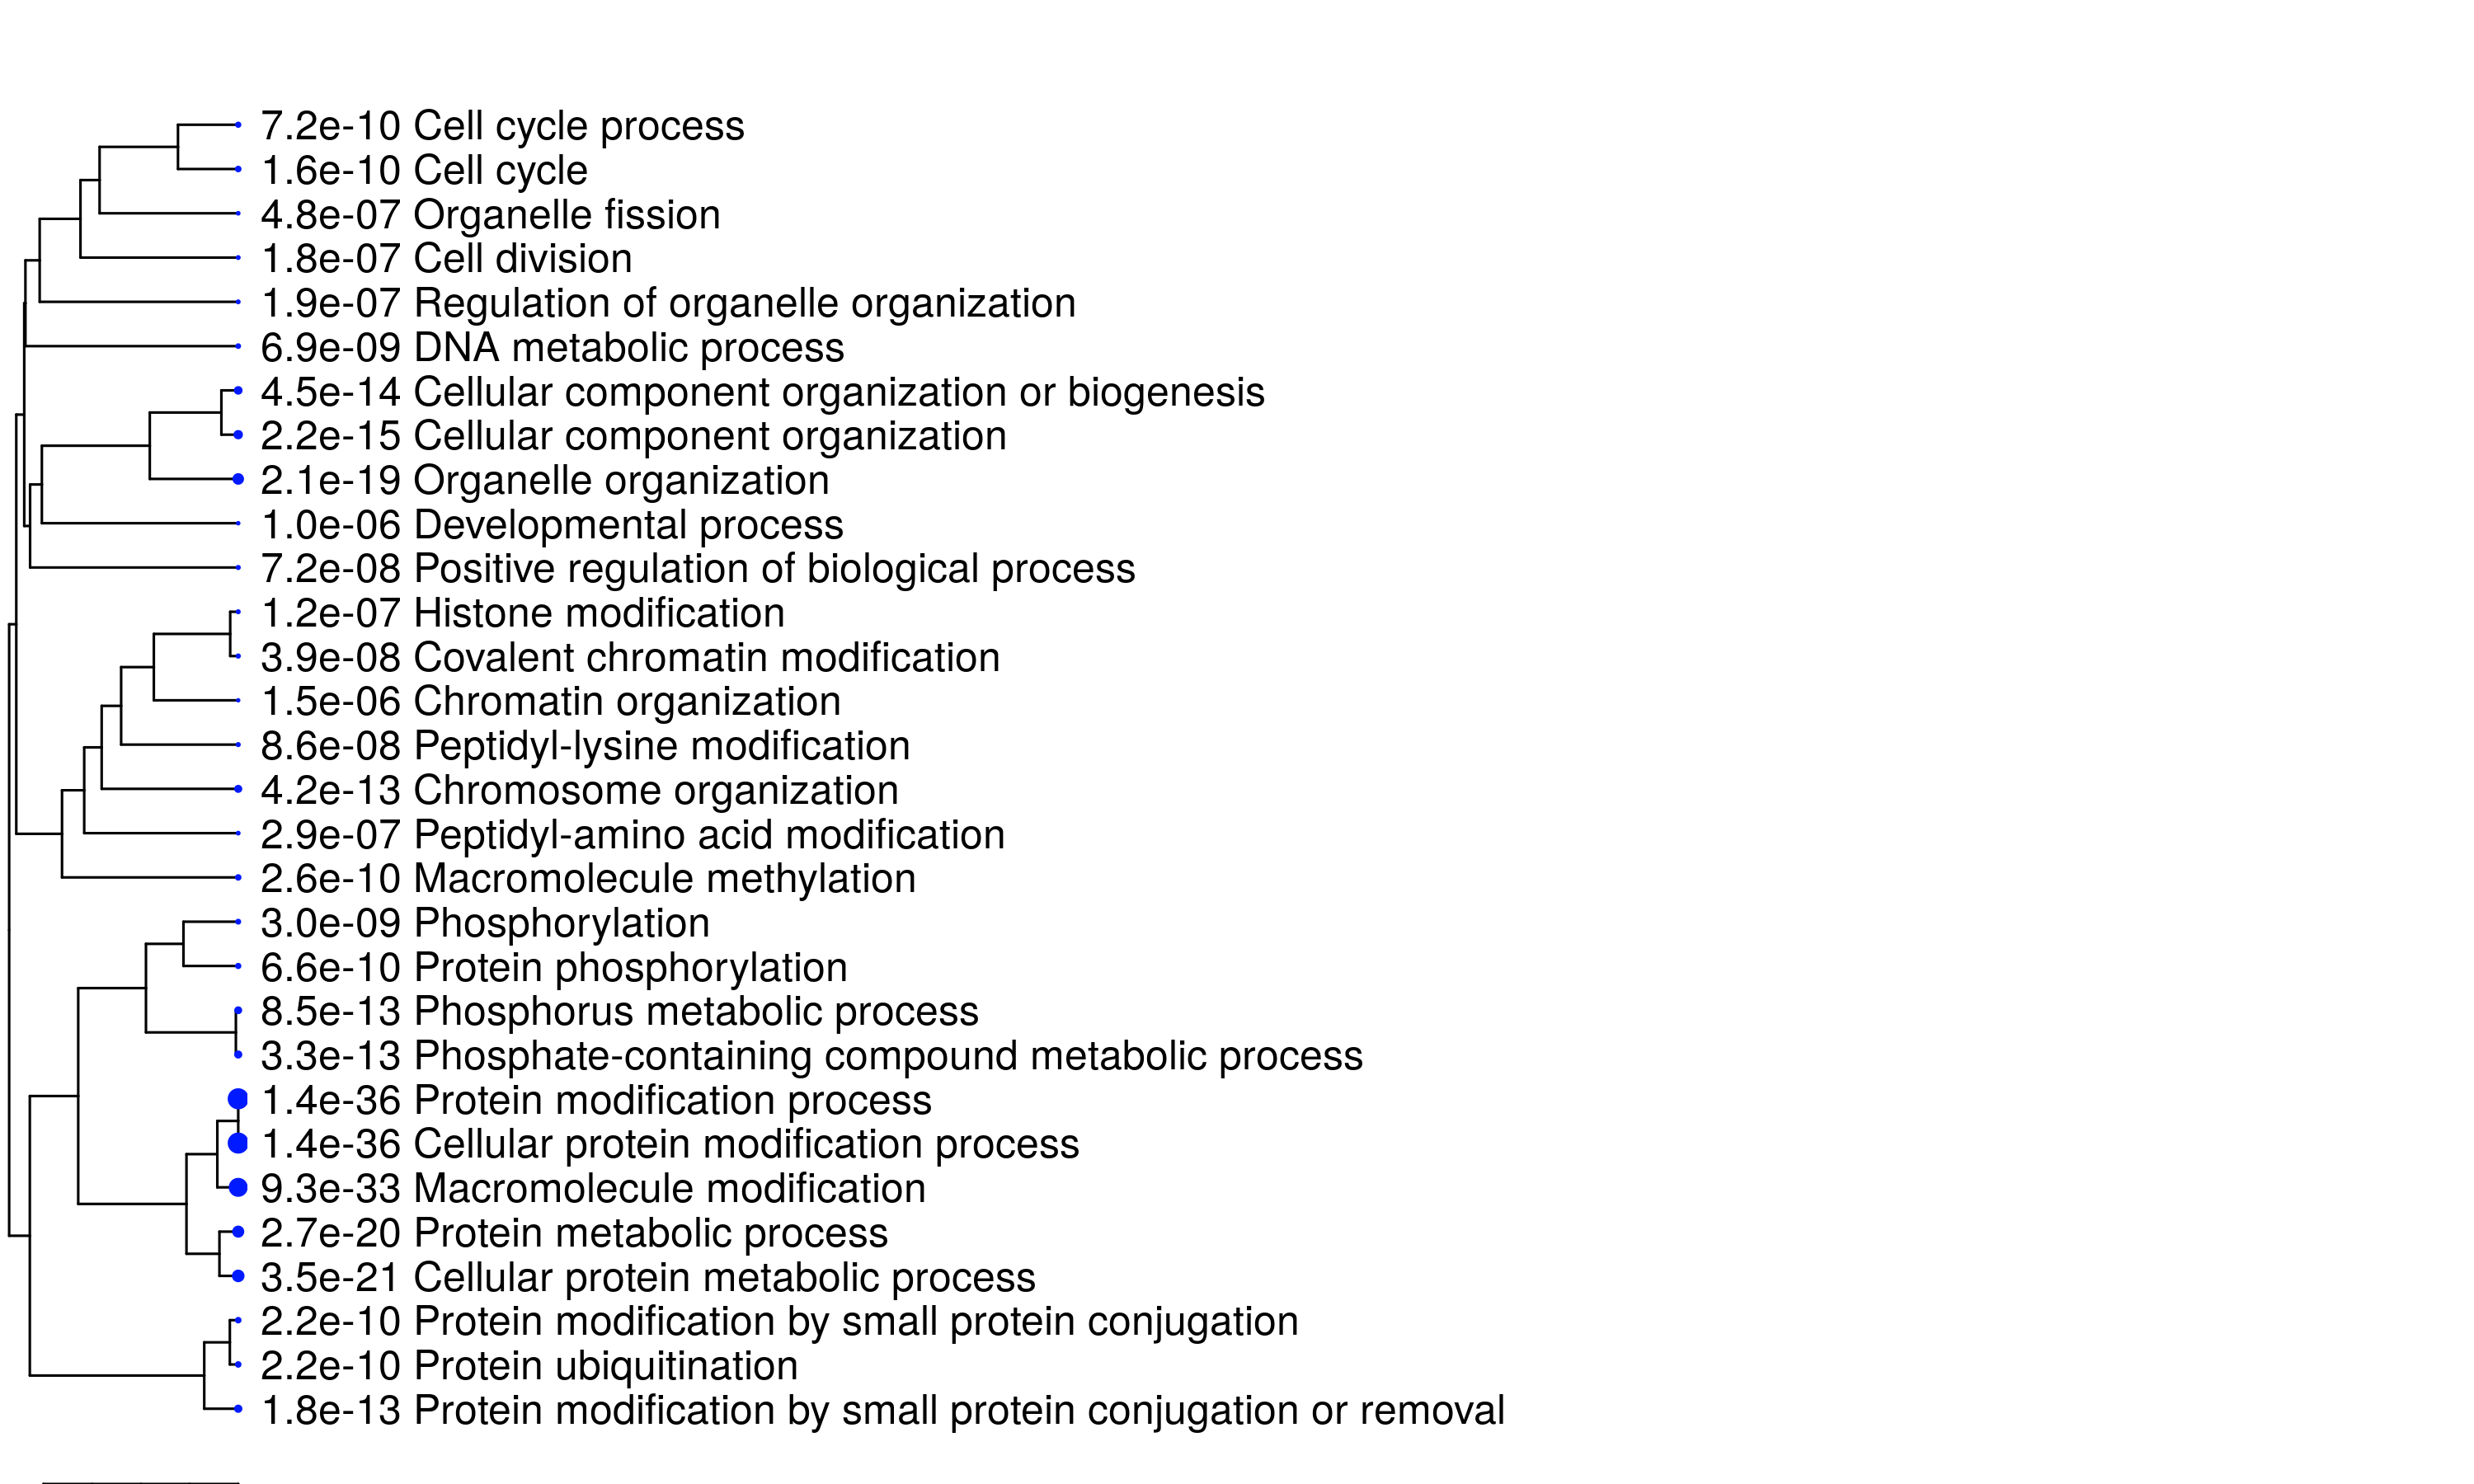 7.2e-10 Cell cycle process
1.6e-10 Cell cycle
4.8e-07 Organelle fission
1.8e-07 Cell division
1.9e-07 Regulation of organelle organization
6.9e-09 DNA metabolic process
4.5e-14 Cellular component organization or biogenesis
2.2e-15 Cellular component organization
2.1e-19 Organelle organization
1.0e-06 Developmental process
7.2e-08 Positive regulation of biological process
1.2e-07 Histone modification
3.9e-08 Covalent chromatin modification
1.5e-06 Chromatin organization
8.6e-08 Peptidyl-lysine modification
4.2e-13 Chromosome organization
2.9e-07 Peptidyl-amino acid modification
2.6e-10 Macromolecule methylation
3.0e-09 Phosphorylation
6.6e-10 Protein phosphorylation
8.5e-13 Phosphorus metabolic process
3.3e-13 Phosphate-containing compound metabolic process
1.4e-36 Protein modification process
1.4e-36 Cellular protein modification process
9.3e-33 Macromolecule modification
2.7e-20 Protein metabolic process
3.5e-21 Cellular protein metabolic process
2.2e-10 Protein modification by small protein conjugation
2.2e-10 Protein ubiquitination
1.8e-13 Protein modification by small protein conjugation or removal